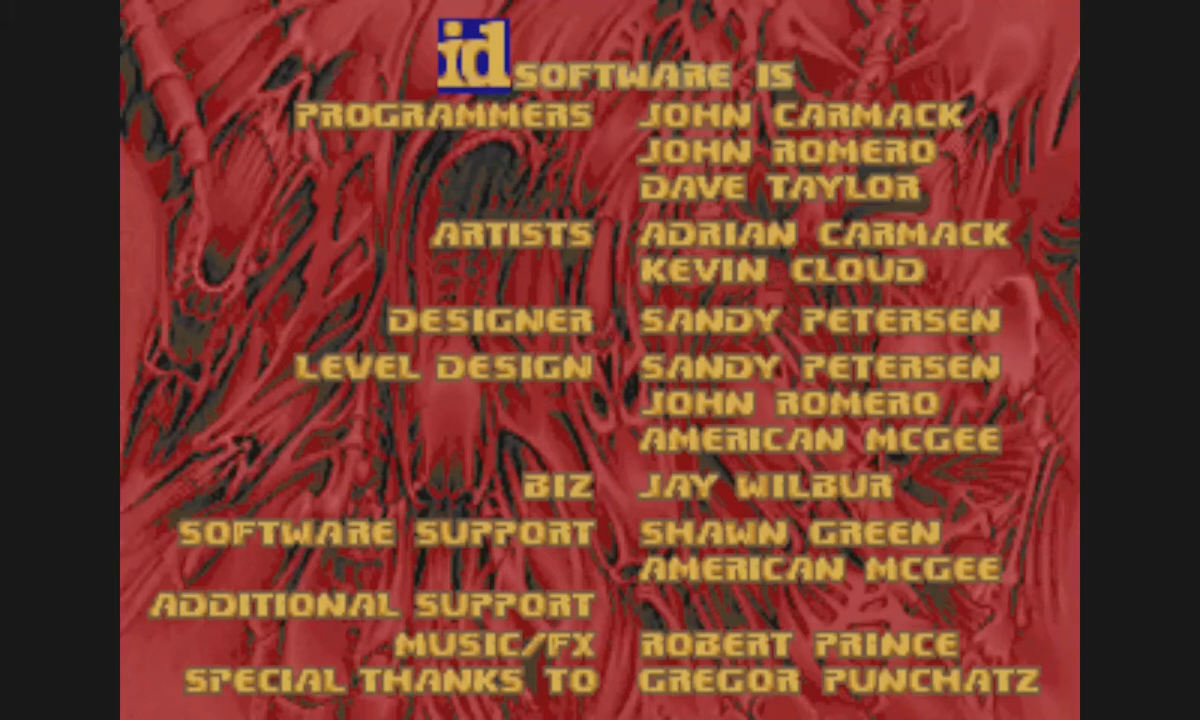 id SOFTWARE IS
PROGRAMMERS JOHN CARMACK
JOHN ROMERO
DAVE TAYLOR
ARTISTS ADRIAN CARMACK
KEVIN CLOUD
DESIGNER SANDY PETERSEN
LEVEL DESIGN SANDY PETERSEN
JOHN ROMERO
AMERICAN MCGEE
BIZ JAY WILBUR
SOFTWARE SUPPORT SHAWN GREEN
AMERICAN MCGEE
ADDITIONAL SUPPORT
MUSIC/FX ROBERT PRINCE
SPECIAL THANKS TO GREGOR PUNCHATZ